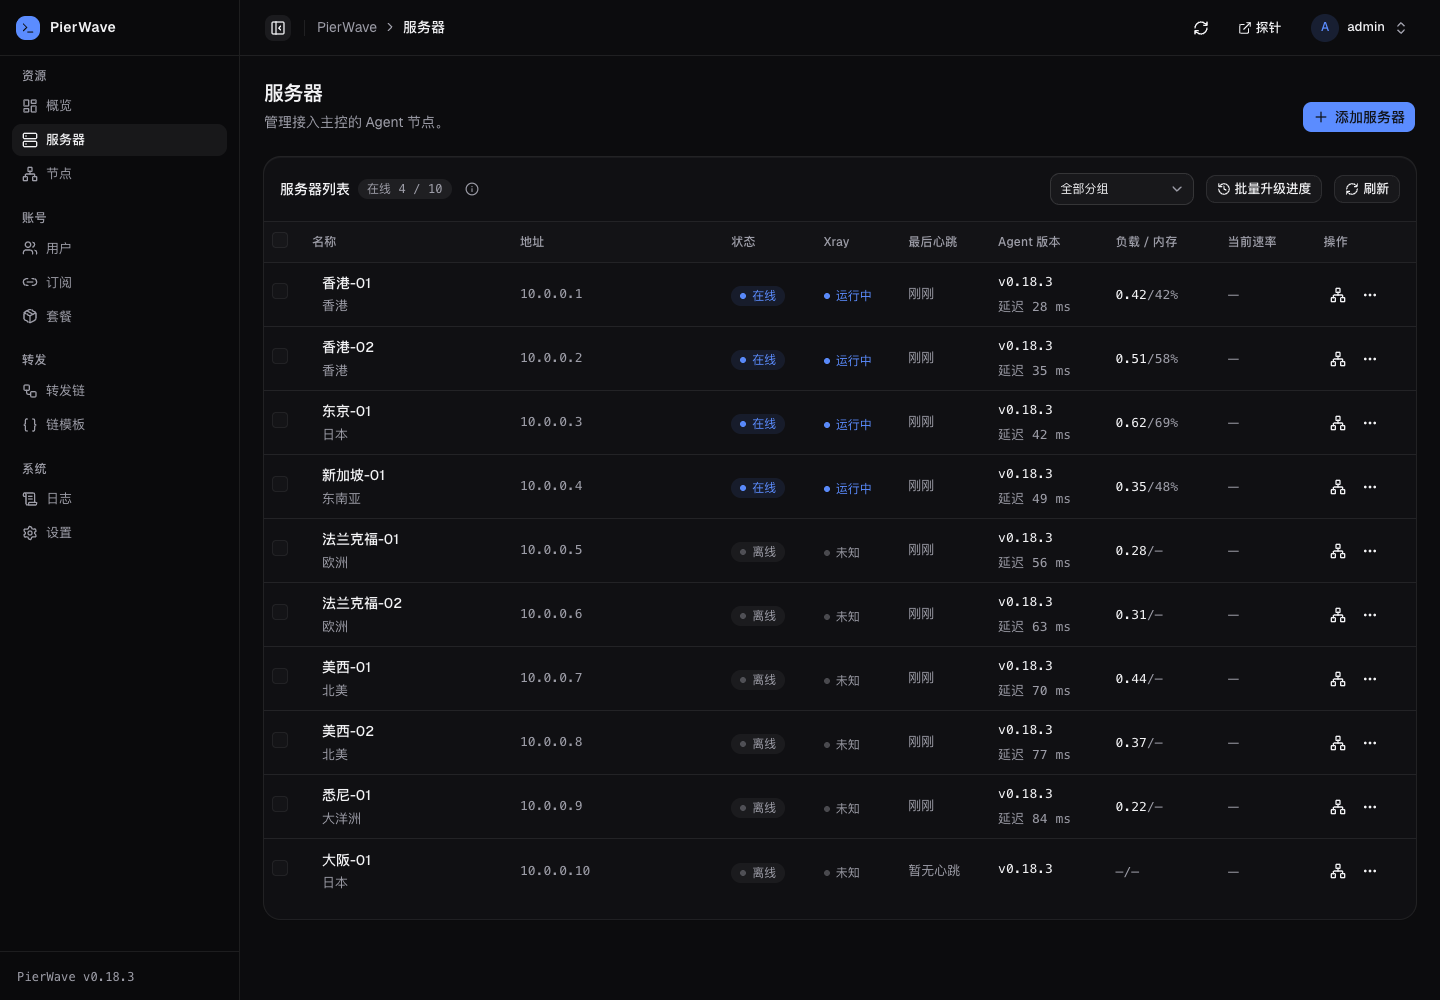 PierWave
PierWave > 服务器
探针
A admin
资源
概览
服务器
节点
账号
用户
订阅
套餐
转发
转发链
链模板
系统
日志
设置
PierWave v0.18.3
服务器
管理接入主控的 Agent 节点。
添加服务器
服务器列表 在线 4 / 10
全部分组 批量升级进度 刷新
名称 地址 状态 Xray 最后心跳 Agent 版本 负载 / 内存 当前速率 操作
香港-01
香港
10.0.0.1 在线 运行中 刚刚
v0.18.3
延迟 28 ms
0.42/42% —
香港-02
香港
10.0.0.2 在线 运行中 刚刚
v0.18.3
延迟 35 ms
0.51/58% —
东京-01
日本
10.0.0.3 在线 运行中 刚刚
v0.18.3
延迟 42 ms
0.62/69% —
新加坡-01
东南亚
10.0.0.4 在线 运行中 刚刚
v0.18.3
延迟 49 ms
0.35/48% —
法兰克福-01
欧洲
10.0.0.5 离线 未知 刚刚
v0.18.3
延迟 56 ms
0.28/— —
法兰克福-02
欧洲
10.0.0.6 离线 未知 刚刚
v0.18.3
延迟 63 ms
0.31/— —
美西-01
北美
10.0.0.7 离线 未知 刚刚
v0.18.3
延迟 70 ms
0.44/— —
美西-02
北美
10.0.0.8 离线 未知 刚刚
v0.18.3
延迟 77 ms
0.37/— —
悉尼-01
大洋洲
10.0.0.9 离线 未知 刚刚
v0.18.3
延迟 84 ms
0.22/— —
大阪-01
日本
10.0.0.10 离线 未知 暂无心跳
v0.18.3
—/— —